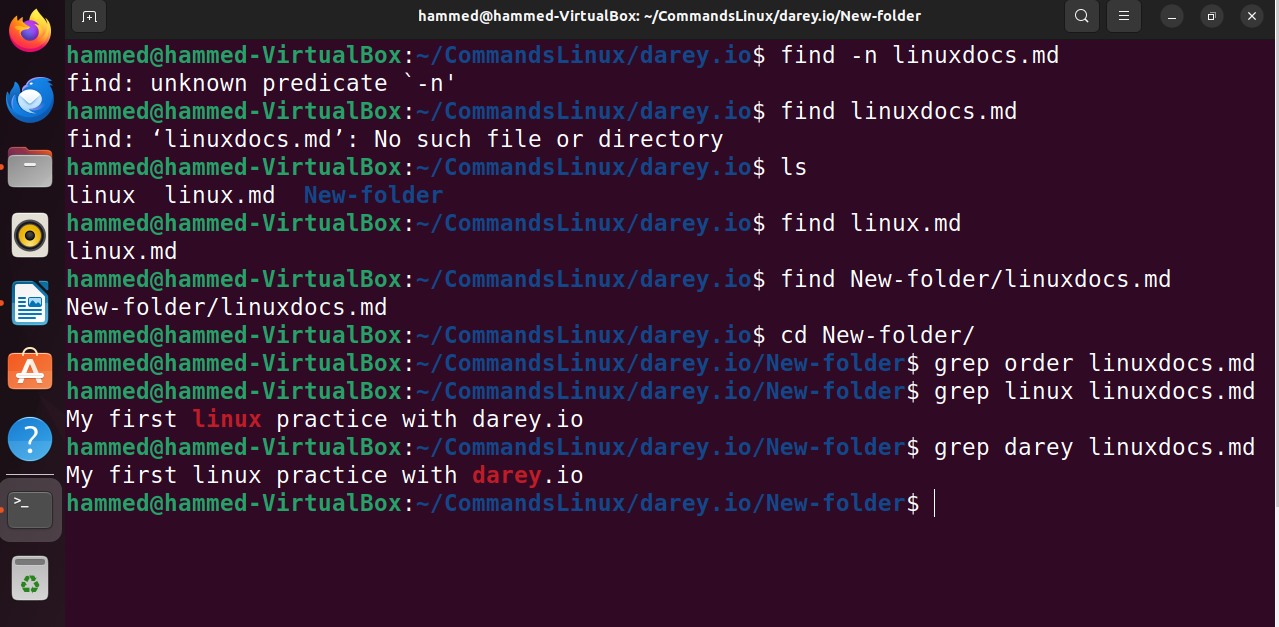 hammed@hammed-VirtualBox: ~/CommandsLinux/darey.io/New-folder
hammed@hammed-VirtualBox:~/CommandsLinux/darey.io$ find -n linuxdocs.md
find: unknown predicate `-n'
hammed@hammed-VirtualBox:~/CommandsLinux/darey.io$ find linuxdocs.md
find: ‘linuxdocs.md’: No such file or directory
hammed@hammed-VirtualBox:~/CommandsLinux/darey.io$ ls
linux  linux.md  New-folder
hammed@hammed-VirtualBox:~/CommandsLinux/darey.io$ find linux.md
linux.md
hammed@hammed-VirtualBox:~/CommandsLinux/darey.io$ find New-folder/linuxdocs.md
New-folder/linuxdocs.md
hammed@hammed-VirtualBox:~/CommandsLinux/darey.io$ cd New-folder/
hammed@hammed-VirtualBox:~/CommandsLinux/darey.io/New-folder$ grep order linuxdocs.md
hammed@hammed-VirtualBox:~/CommandsLinux/darey.io/New-folder$ grep linux linuxdocs.md
My first linux practice with darey.io
hammed@hammed-VirtualBox:~/CommandsLinux/darey.io/New-folder$ grep darey linuxdocs.md
My first linux practice with darey.io
hammed@hammed-VirtualBox:~/CommandsLinux/darey.io/New-folder$